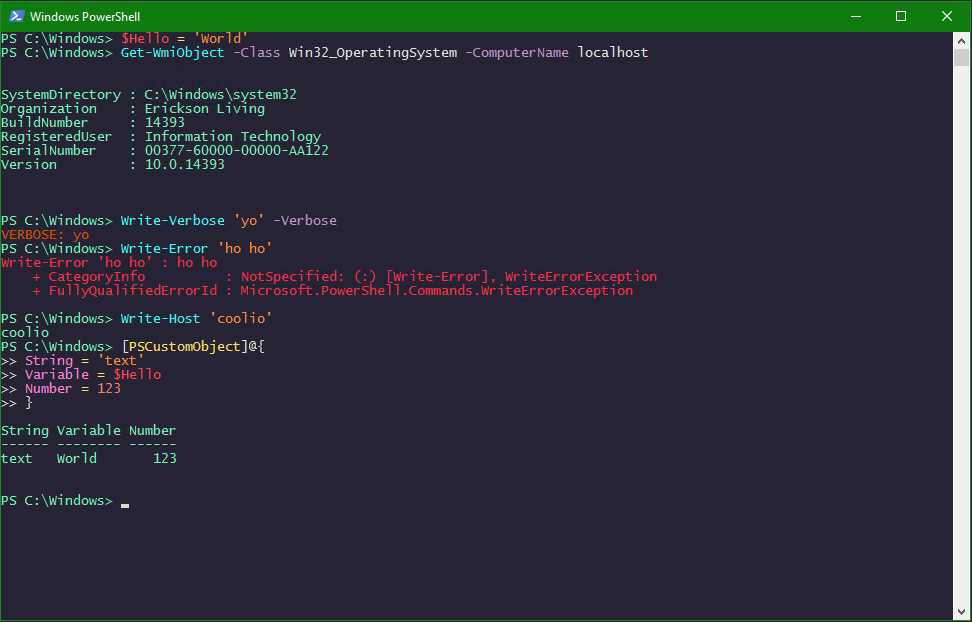 Windows PowerShell
PS C:\Windows> $Hello = 'World'
PS C:\Windows> Get-WmiObject -Class Win32_OperatingSystem -ComputerName localhost
SystemDirectory : C:\Windows\system32
Organization    : Erickson Living
BuildNumber     : 14393
RegisteredUser  : Information Technology
SerialNumber    : 00377-60000-00000-AA122
Version         : 10.0.14393
PS C:\Windows> Write-Verbose 'yo' -Verbose
VERBOSE: yo
PS C:\Windows> Write-Error 'ho ho'
Write-Error 'ho ho' : ho ho
    + CategoryInfo          : NotSpecified: (:) [Write-Error], WriteErrorException
    + FullyQualifiedErrorId : Microsoft.PowerShell.Commands.WriteErrorException
PS C:\Windows> Write-Host 'coolio'
coolio
PS C:\Windows> [PSCustomObject]@{
>> String = 'text'
>> Variable = $Hello
>> Number = 123
>> }
String Variable Number
------ -------- ------
text   World       123
PS C:\Windows>